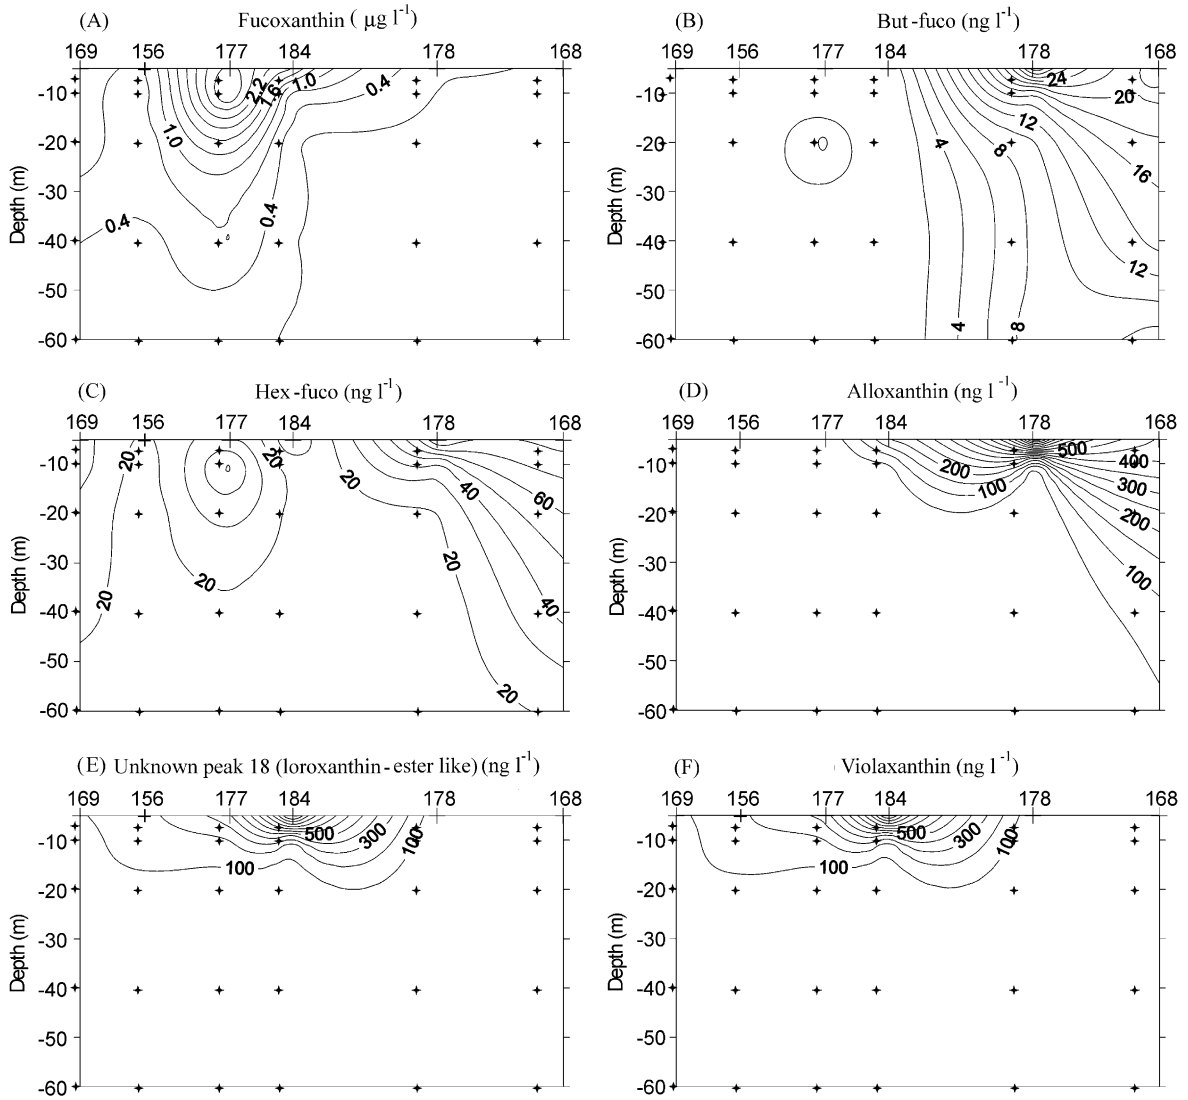 (A) Fucoxanthin ( µg l-1)
169 156 177 184 178 168
-10
-20
-30
-40
-50
-60
Depth (m)
2.2 1.6 1.0 0.4
1.0
0.4 0.4
(B) But-fuco (ng l-1)
169 156 177 184 178 168
-10
-20
-30
-40
-50
-60
Depth (m)
24
20
12
4 8 16
12
4 8
(C) Hex-fuco (ng l-1)
169 156 177 184 178 168
-10
-20
-30
-40
-50
-60
Depth (m)
20 20 20 40 60
20 20 20 40
20
(D) Alloxanthin (ng l-1)
169 156 177 184 178 168
-10
-20
-30
-40
-50
-60
Depth (m)
500
200 400
100 300
200
100
(E) Unknown peak 18 (loroxanthin-ester like) (ng l-1)
169 156 177 184 178 168
-10
-20
-30
-40
-50
-60
Depth (m)
500 300 100
100
(F) Violaxanthin (ng l-1)
169 156 177 184 178 168
-10
-20
-30
-40
-50
-60
Depth (m)
500 300 100
100